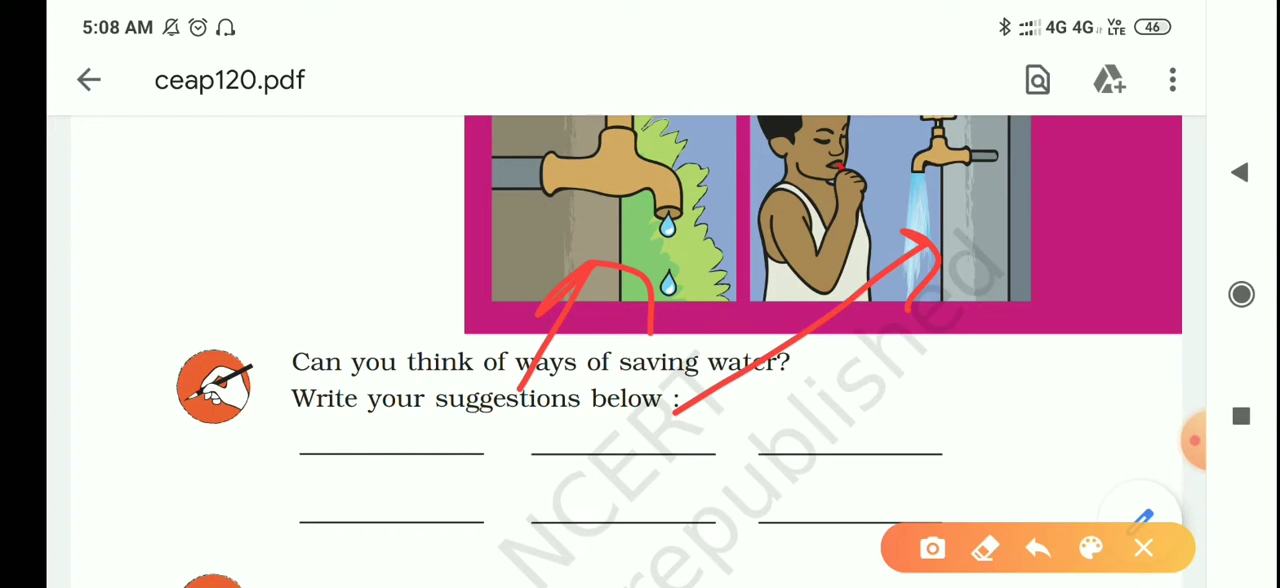 5:08 AM
4G 4G Vo LTE 46
ceap120.pdf
Can you think of ways of saving water?
Write your suggestions below :
NCERT
republished